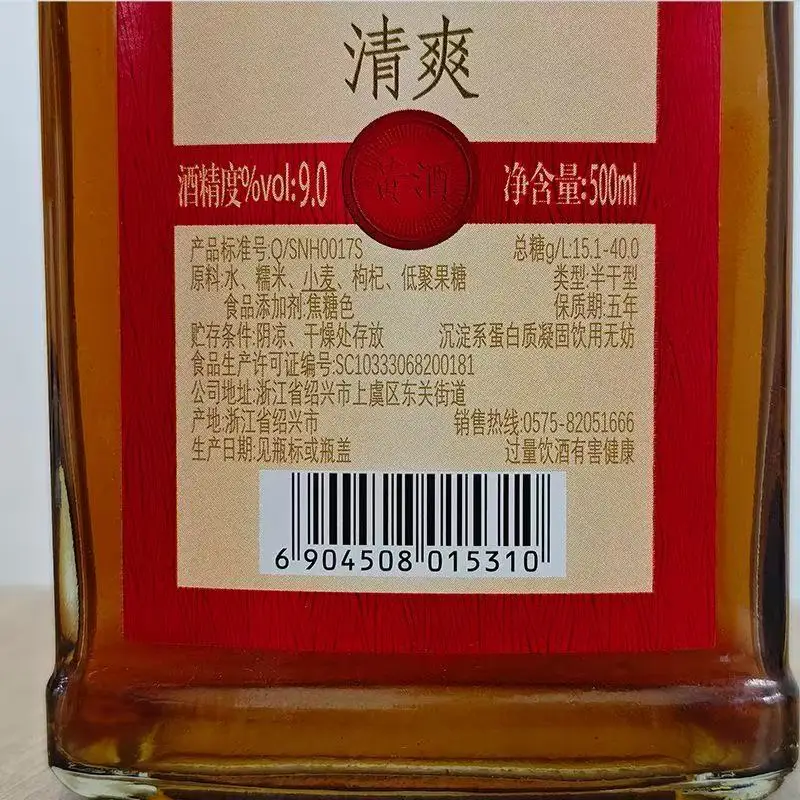 清爽
酒精度%vol:9.0 黄酒 净含量:500ml
产品标准号:Q/SNH0017S 总糖g/L:15.1-40.0
原料:水、糯米、小麦、枸杞、低聚果糖 类型:半干型
食品添加剂:焦糖色 保质期:五年
贮存条件:阴凉、干燥处存放 沉淀系蛋白质凝固饮用无妨
食品生产许可证编号:SC10333068200181
公司地址:浙江省绍兴市上虞区东关街道
产地:浙江省绍兴市 销售热线:0575-82051666
生产日期:见瓶标或瓶盖 过量饮酒有害健康
6 904508 015310